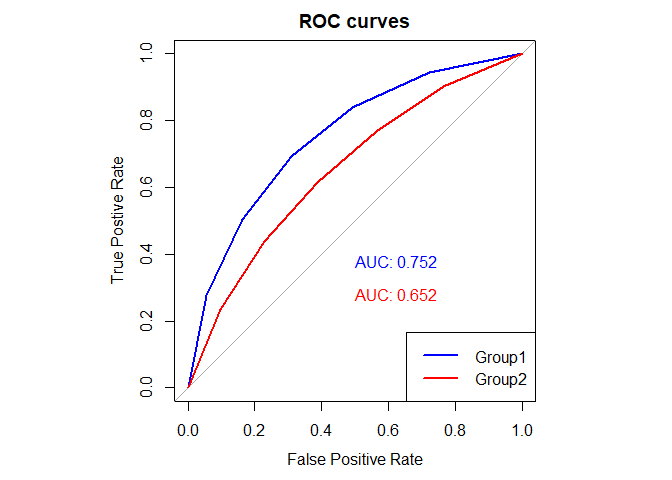 ROC curves
True Postive Rate
1.0
0.8
0.6
0.4
0.2
0.0
AUC: 0.752
AUC: 0.652
Group1
Group2
0.0 0.2 0.4 0.6 0.8 1.0
False Positive Rate